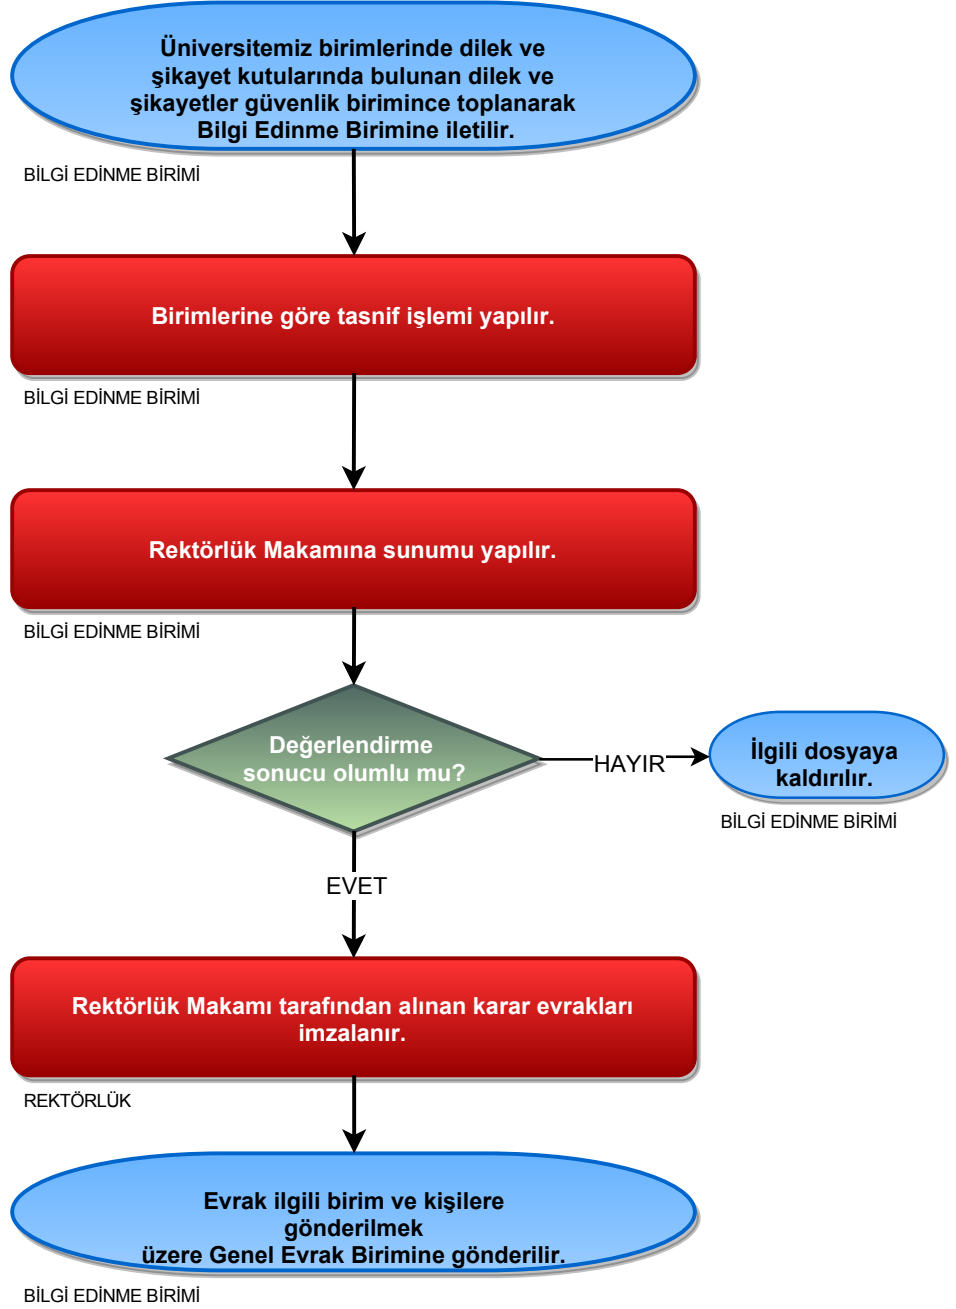 Üniversitemiz birimlerinde dilek ve
şikayet kutularında bulunan dilek ve
şikayetler güvenlik birimince toplanarak
Bilgi Edinme Birimine iletilir.
BİLGİ EDİNME BİRİMİ
Birimlerine göre tasnif işlemi yapılır.
BİLGİ EDİNME BİRİMİ
Rektörlük Makamına sunumu yapılır.
BİLGİ EDİNME BİRİMİ
Değerlendirme
sonucu olumlu mu?
HAYIR
İlgili dosyaya
kaldırılır.
BİLGİ EDİNME BİRİMİ
EVET
Rektörlük Makamı tarafından alınan karar evrakları
imzalanır.
REKTÖRLÜK
Evrak ilgili birim ve kişilere
gönderilmek
üzere Genel Evrak Birimine gönderilir.
BİLGİ EDİNME BİRİMİ